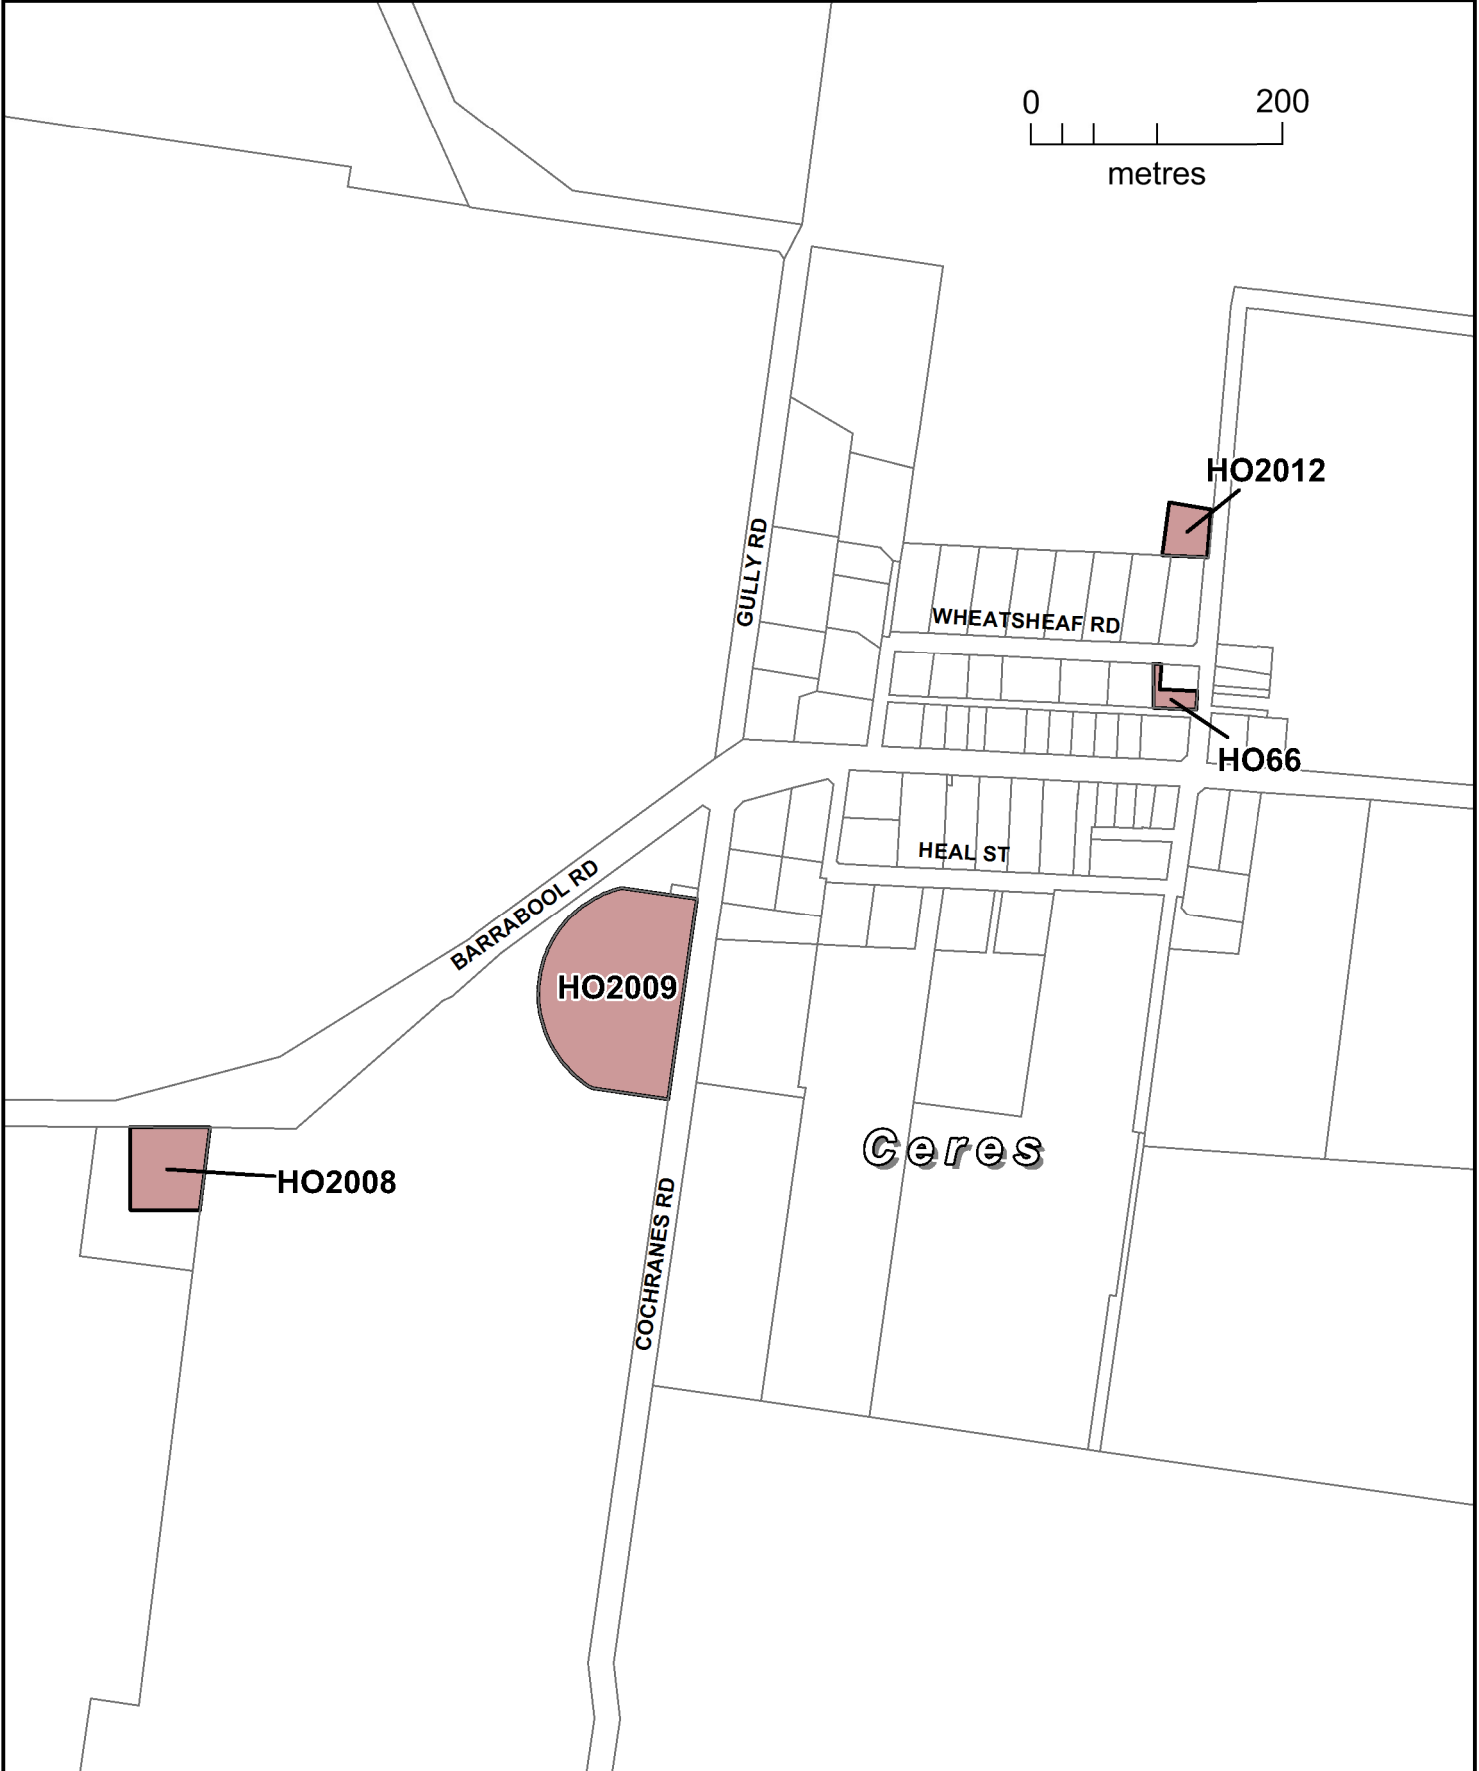 0 200
metres
HO2012
GULLY RD
WHEATSHEAF RD
HO66
HEAL ST
BARRABOOL RD
HO2009
Ceres
HO2008
COCHRANES RD